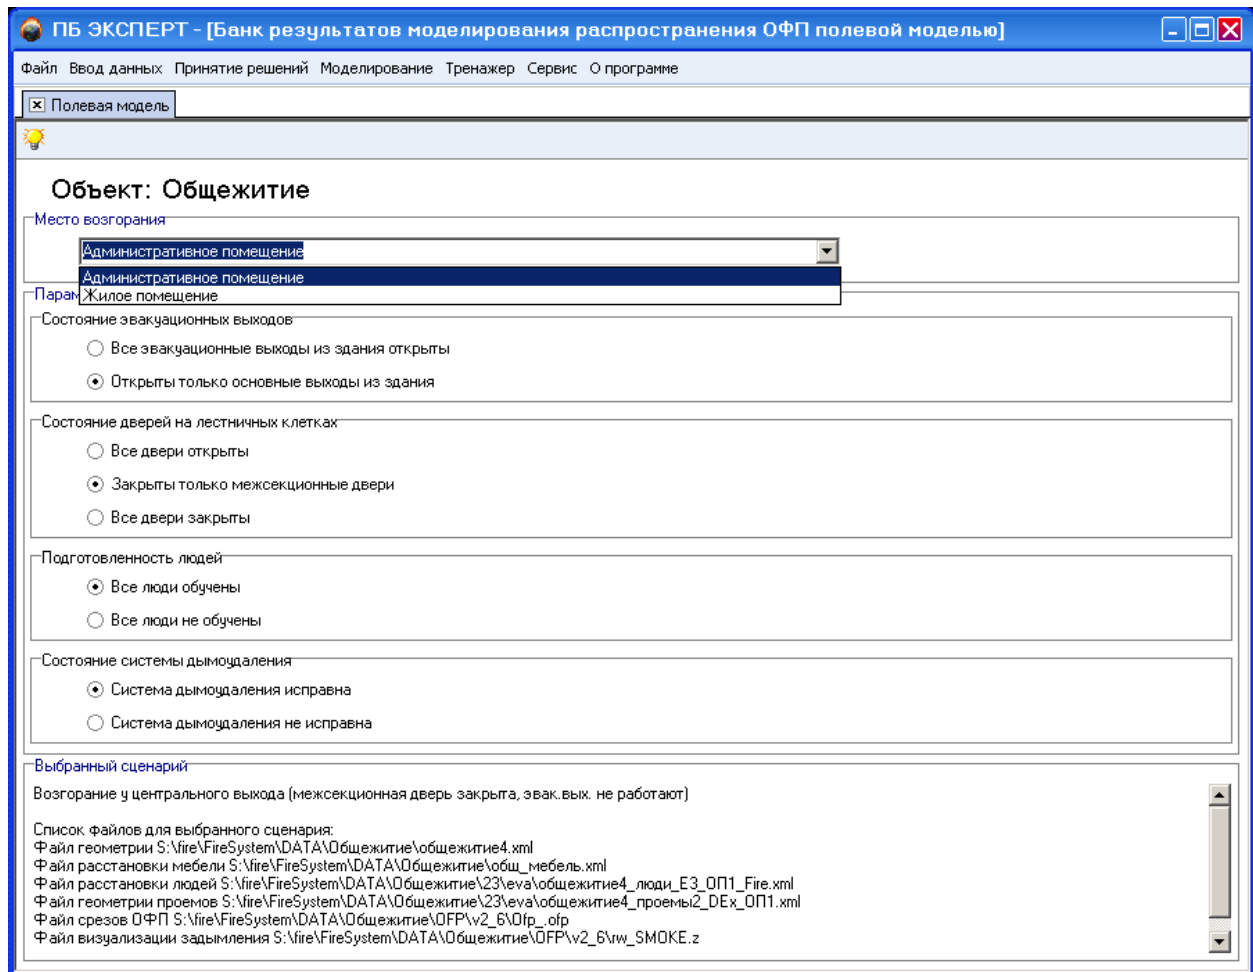 ПБ ЭКСПЕРТ - [Банк результатов моделирования распространения ОФП полевой моделью]
Файл Ввод данных Принятие решений Моделирование Тренажер Сервис О программе
Полевая модель
Объект: Общежитие
Место возгорания
Административное помещение
Административное помещение
Жилое помещение
Парам
Состояние эвакуационных выходов
Все эвакуационные выходы из здания открыты
Открыты только основные выходы из здания
Состояние дверей на лестничных клетках
Все двери открыты
Закрыты только межсекционные двери
Все двери закрыты
Подготовленность людей
Все люди обучены
Все люди не обучены
Состояние системы дымоудаления
Система дымоудаления исправна
Система дымоудаления не исправна
Выбранный сценарий
Возгорание у центрального выхода (межсекционная дверь закрыта, эвак.вых. не работают)
Список файлов для выбранного сценария:
Файл геометрии S:\fire\FireSystem\DATA\Общежитие\общежитие4.xml
Файл расстановки мебели S:\fire\FireSystem\DATA\Общежитие\общ_мебель.xml
Файл расстановки людей S:\fire\FireSystem\DATA\Общежитие\23\eva\общежитие4_люди_E3_ОП1_Fire.xml
Файл геометрии проемов S:\fire\FireSystem\DATA\Общежитие\23\eva\общежитие4_проемы2_DEx_ОП1.xml
Файл срезов ОФП S:\fire\FireSystem\DATA\Общежитие\OFP\v2_6\Ofp_.ofp
Файл визуализации задымления S:\fire\FireSystem\DATA\Общежитие\OFP\v2_6\rw_SMOKE.z